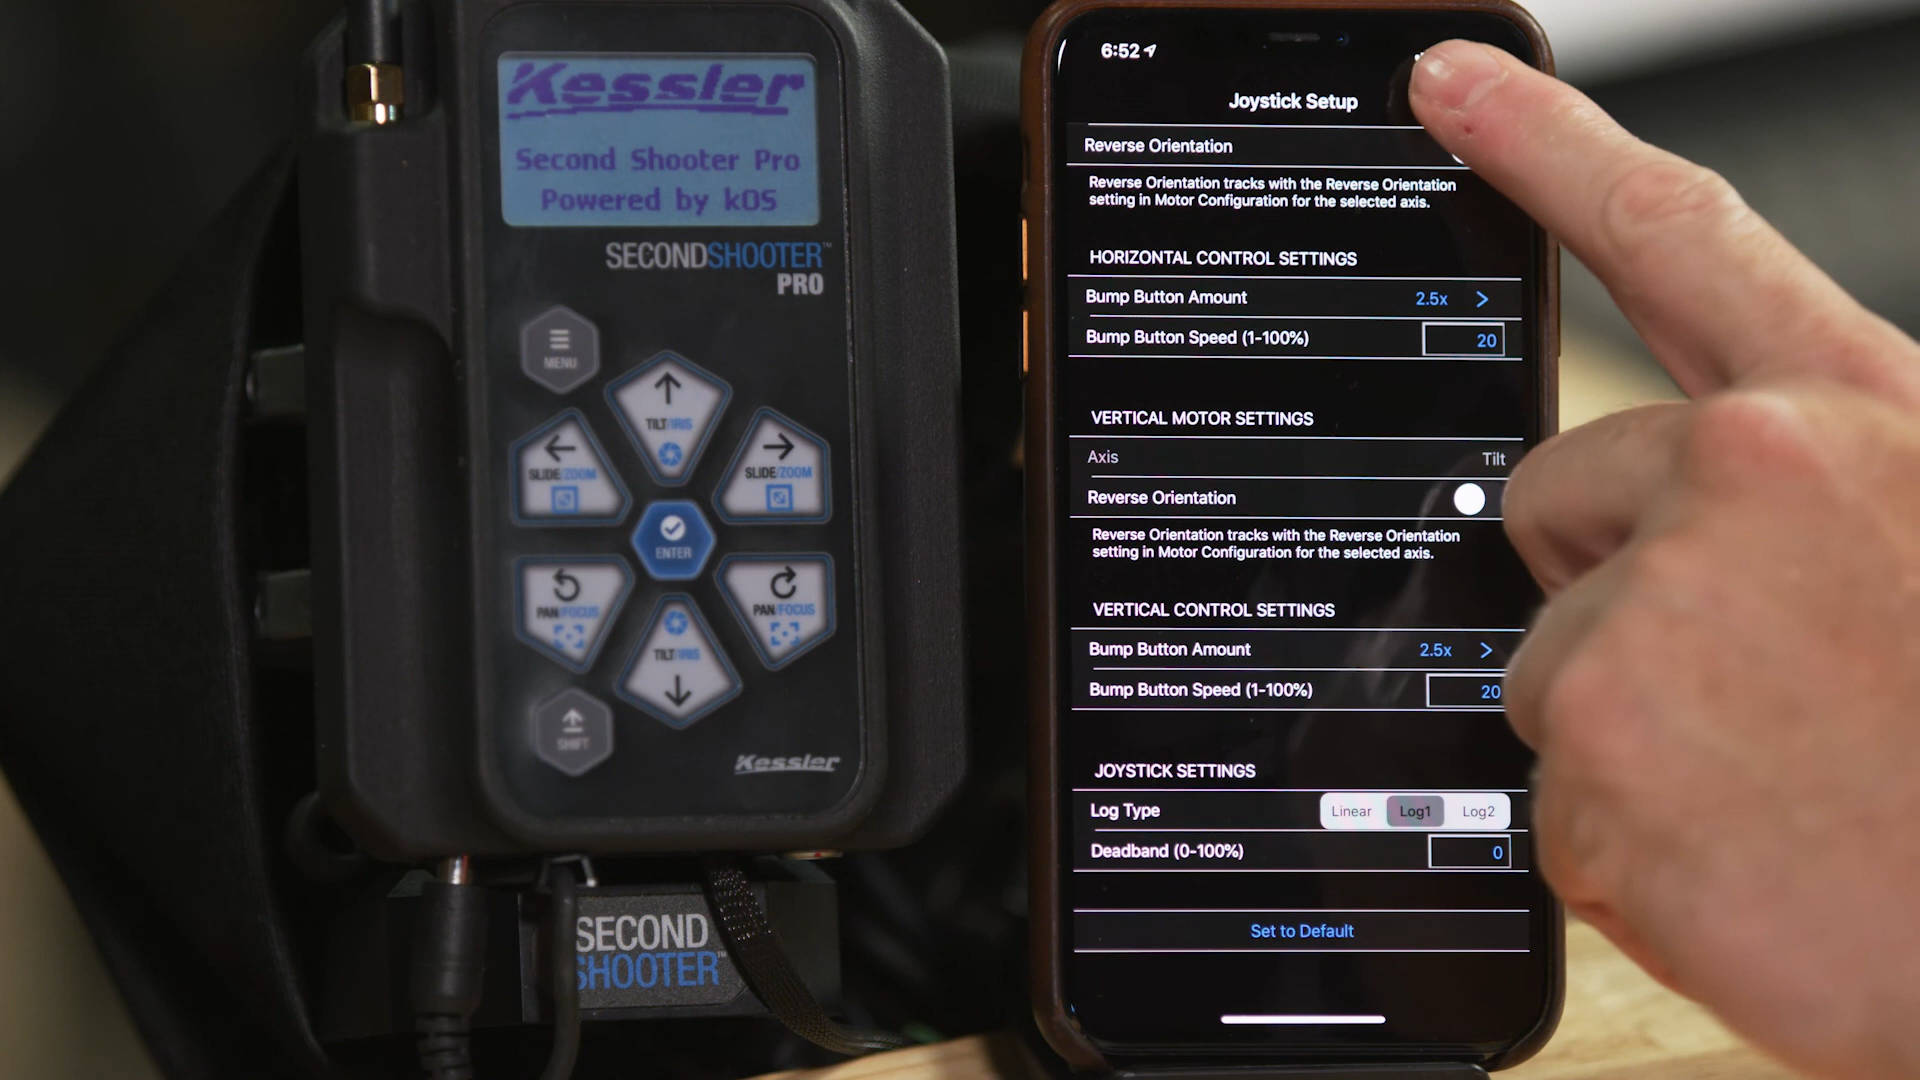 Kessler
Second Shooter Pro
Powered by kOS
SECONDSHOOTER™
PRO
MENU
TILT/IRIS
SLIDE/ZOOM
SLIDE/ZOOM
ENTER
PAN/FOCUS
PAN/FOCUS
TILT/IRIS
SHIFT
Kessler
SECOND
SHOOTER™
6:52
Joystick Setup
Reverse Orientation
Reverse Orientation tracks with the Reverse Orientation
setting in Motor Configuration for the selected axis.
HORIZONTAL CONTROL SETTINGS
Bump Button Amount 2.5x
Bump Button Speed (1-100%) 20
VERTICAL MOTOR SETTINGS
Axis Tilt
Reverse Orientation
Reverse Orientation tracks with the Reverse Orientation
setting in Motor Configuration for the selected axis.
VERTICAL CONTROL SETTINGS
Bump Button Amount 2.5x
Bump Button Speed (1-100%) 20
JOYSTICK SETTINGS
Log Type Linear Log1 Log2
Deadband (0-100%) 0
Set to Default